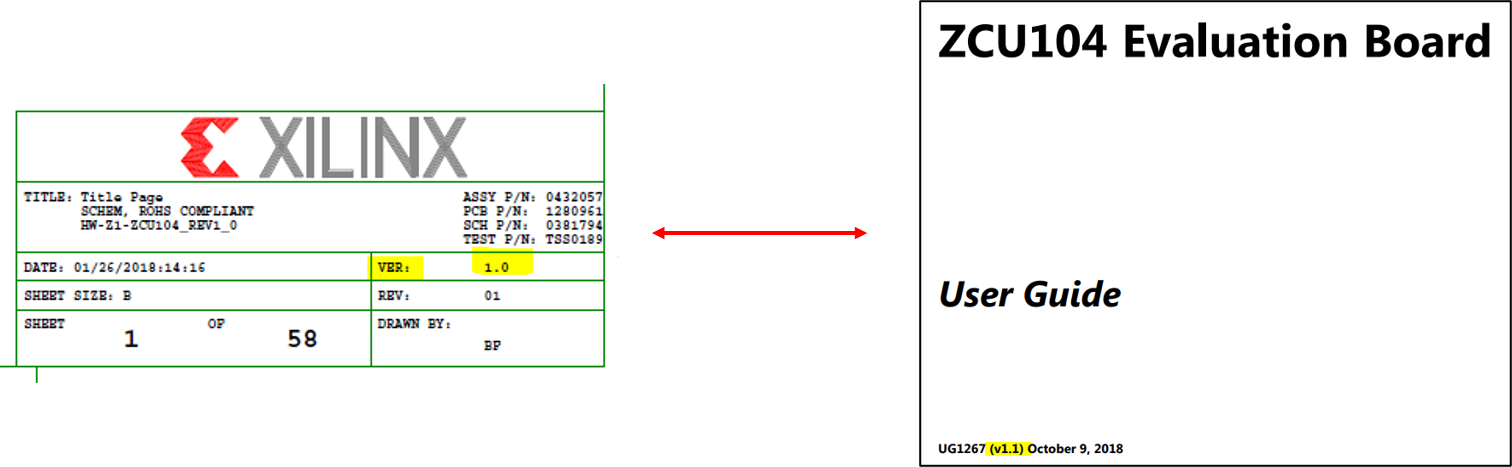 XILINX
TITLE: Title Page
SCHEM, ROHS COMPLIANT
HW-Z1-ZCU104_REV1_0
ASSY P/N: 0432057
PCB P/N: 1280961
SCH P/N: 0381794
TEST P/N: TSS0189
DATE: 01/26/2018:14:16
VER: 1.0
SHEET SIZE: B
REV: 01
SHEET 1 OF 58
DRAWN BY:
BF
ZCU104 Evaluation Board
User Guide
UG1267 (v1.1) October 9, 2018